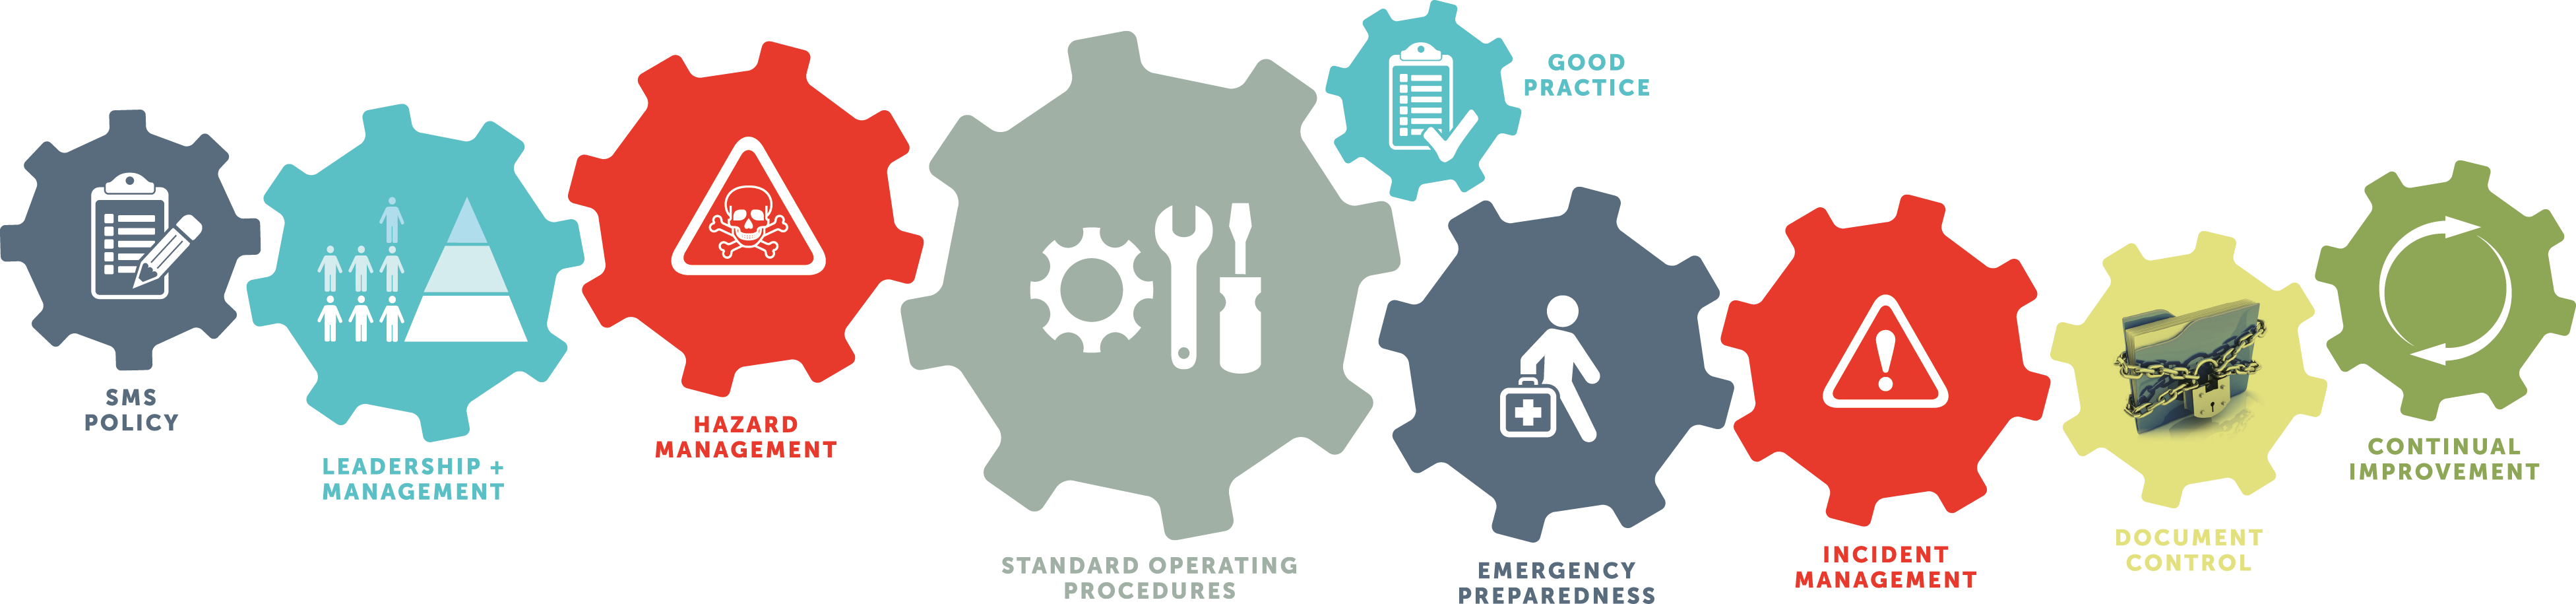 SMS
POLICY
LEADERSHIP +
MANAGEMENT
HAZARD
MANAGEMENT
STANDARD OPERATING
PROCEDURES
GOOD
PRACTICE
EMERGENCY
PREPAREDNESS
INCIDENT
MANAGEMENT
DOCUMENT
CONTROL
CONTINUAL
IMPROVEMENT